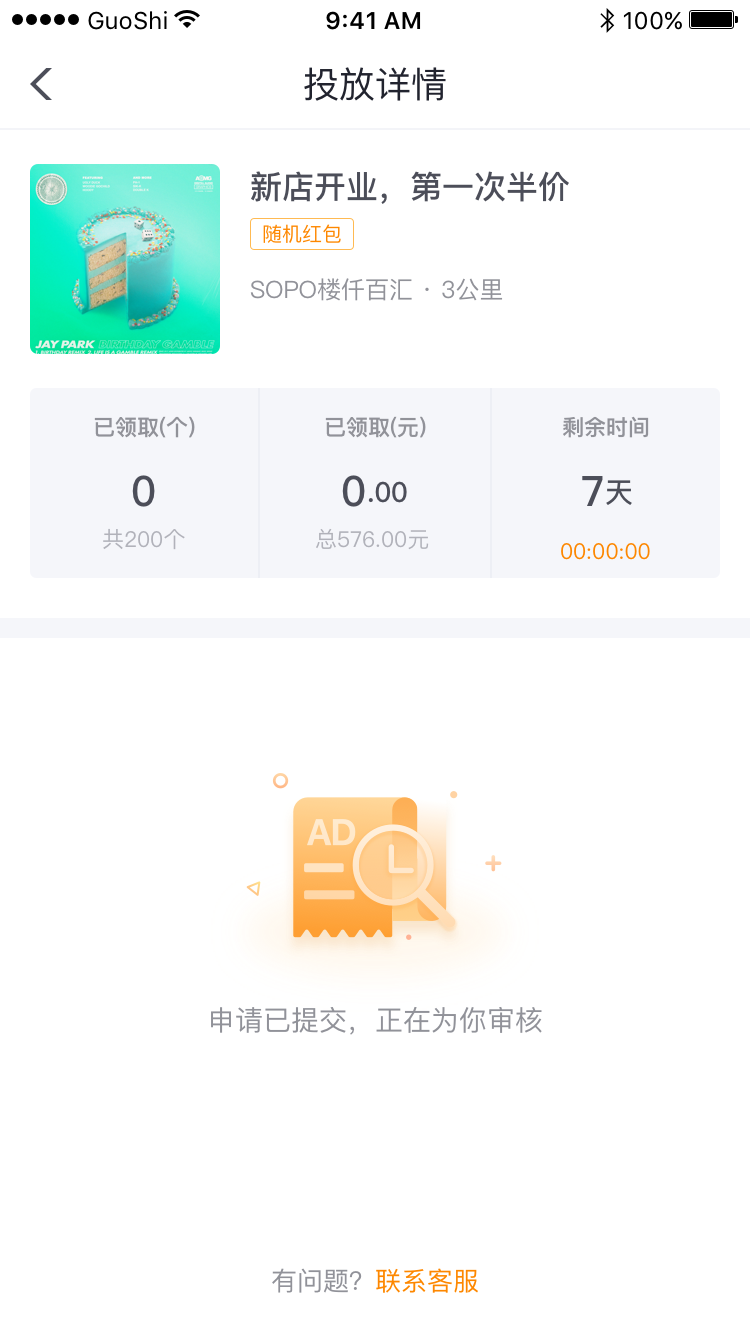 GuoShi 9:41 AM 100%
投放详情
新店开业，第一次半价
随机红包
SOPO楼仟百汇 · 3公里
JAY PARK BIRTHDAY GAMBLE
1. BIRTHDAY REMIX 2. LIFE IS A GAMBLE REMIX
已领取(个) 已领取(元) 剩余时间
0 0.00 7天
共200个 总576.00元 00:00:00
AD
申请已提交，正在为你审核
有问题？联系客服